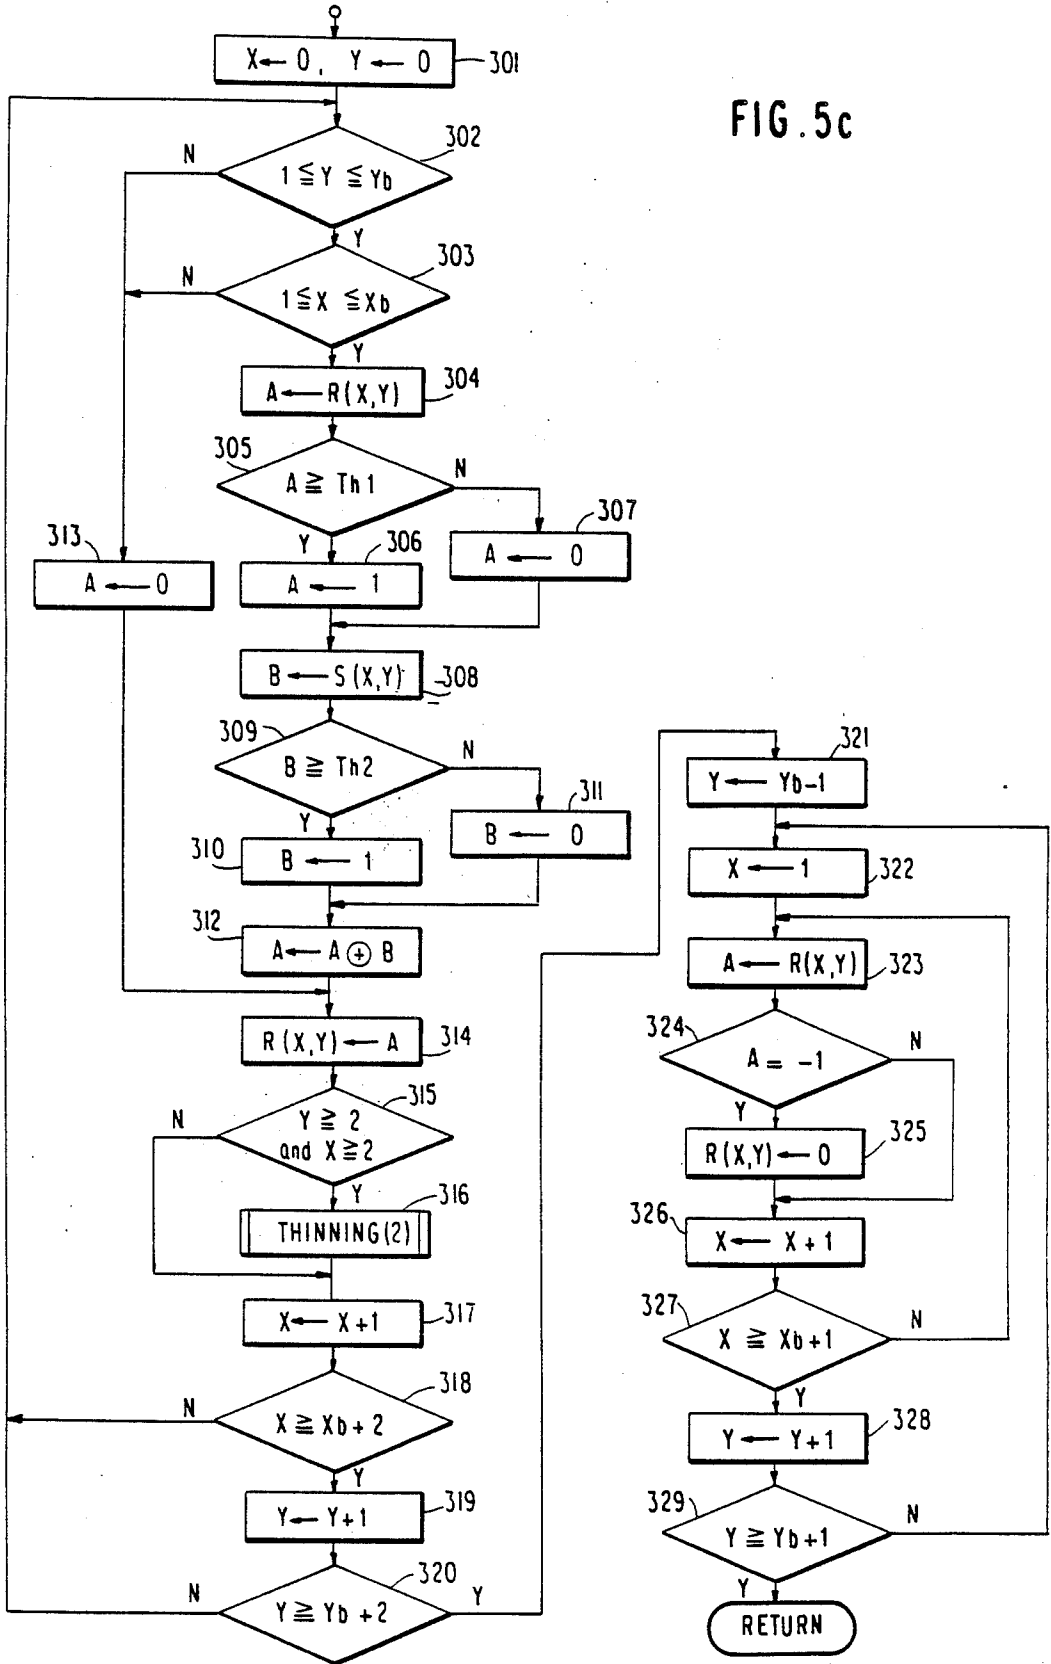 FIG. 5c
X ← 0, Y ← 0
301
302
N
1 ≦ Y ≦ Yb
Y
303
N
1 ≦ X ≦ Xb
Y
A ← R(X,Y)
304
305
A ≧ Th1
N
Y
307
A ← 0
313
A ← 0
306
A ← 1
B ← S(X,Y)
308
309
B ≧ Th2
N
Y
311
B ← 0
310
B ← 1
312
A ← A ⊕ B
R(X,Y) ← A
314
315
N
Y ≧ 2
and X ≧ 2
Y
316
THINNING(2)
X ← X+1
317
318
N
X ≧ Xb+2
Y
Y ← Y+1
319
320
N
Y ≧ Yb+2
Y
321
Y ← Yb-1
X ← 1
322
A ← R(X,Y)
323
324
A = -1
N
Y
325
R(X,Y) ← 0
326
X ← X+1
327
X ≧ Xb+1
N
Y
328
Y ← Y+1
329
Y ≧ Yb+1
N
Y
RETURN